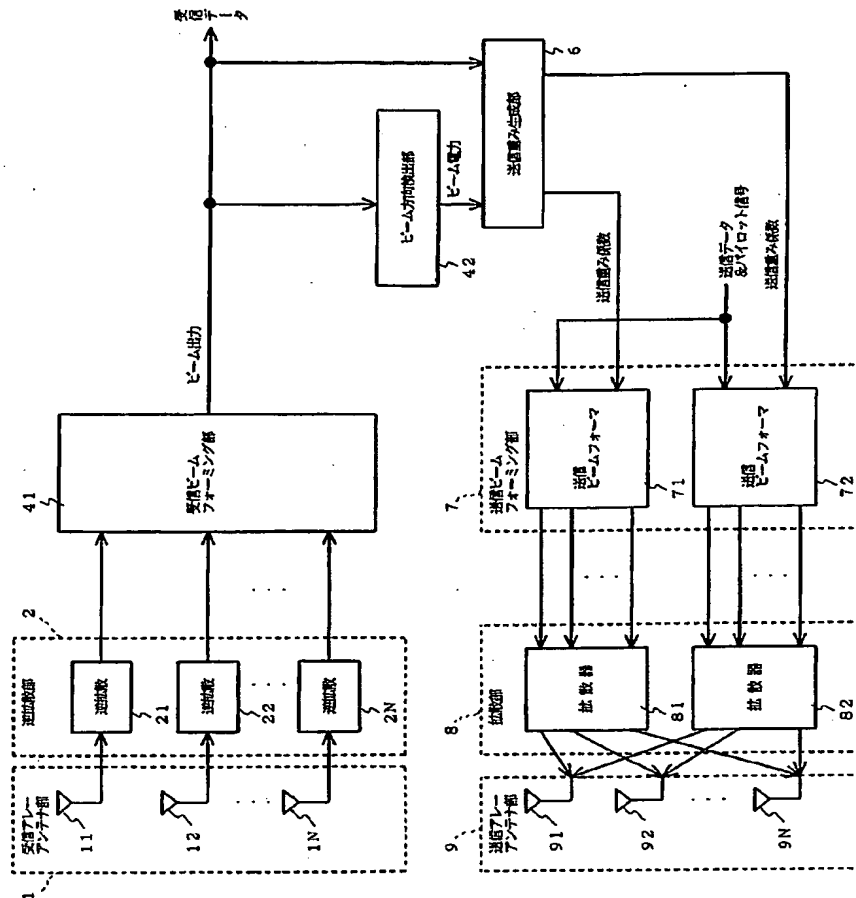 1
受信アレー
アンテナ部
11
12
1N
2
逆拡散部
逆拡散
21
逆拡散
22
逆拡散
2N
41
受信ビーム
フォーミング部
ビーム出力
受信データ
ビーム方向検出部
42
ビーム電力
送信重み生成部
6
送信重み係数
送信データ
&パイロット信号
送信重み係数
7
送信ビーム
フォーミング部
送信
ビームフォーマ
71
送信
ビームフォーマ
72
8
拡散部
拡散器
81
拡散器
82
9
送信アレー
アンテナ部
91
92
9N